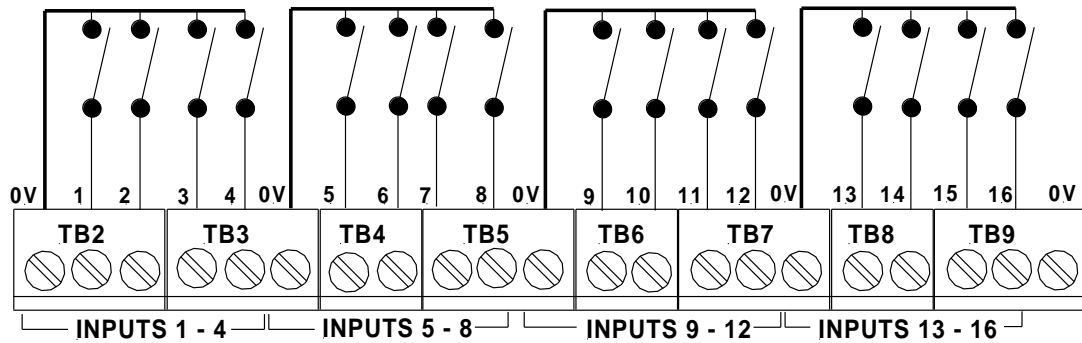 0V 1 2 3 4 0V 5 6 7 8 0V 9 10 11 12 0V 13 14 15 16 0V
TB2 TB3 TB4 TB5 TB6 TB7 TB8 TB9
INPUTS 1 - 4 INPUTS 5 - 8 INPUTS 9 - 12 INPUTS 13 - 16